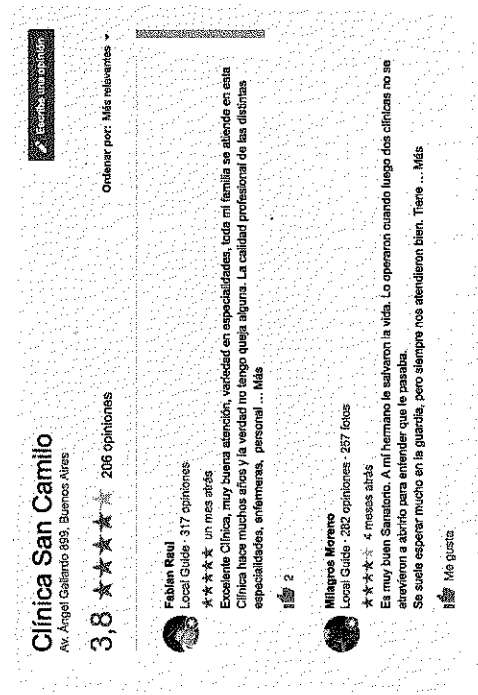 Clínica San Camilo
Av. Ángel Gallardo 899, Buenos Aires
Escribe una opinión
3,8 ★★★★★ 206 opiniones
Ordenar por: Más relevantes
Fabian Raul
Local Guide · 317 opiniones
★★★★★ un mes atrás
Excelente Clínica, muy buena atención, variedad en especialidades, toda mi familia se atiende en esta
Clínica hace muchos años y la verdad no tengo queja alguna. La calidad profesional de las distintas
especialidades, enfermeras, personal ... Más
2
Milagros Moreno
Local Guide · 282 opiniones · 257 fotos
★★★★☆ 4 meses atrás
Es muy buen Sanatorio. A mi hermano le salvaron la vida. Lo operaron cuando luego dos clínicas no se
atrevieron a abrirlo para entender que le pasaba.
Se suele esperar mucho en la guardia, pero siempre nos atendieron bien. Tiene ... Más
Me gusta